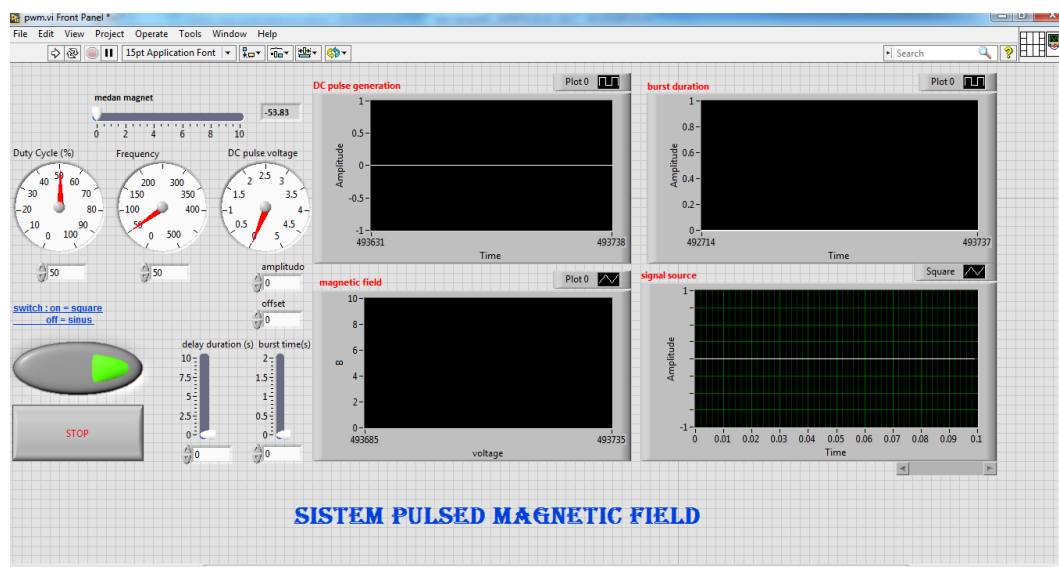 pwm.vi Front Panel *
File Edit View Project Operate Tools Window Help
15pt Application Font
Search
medan magnet
-53.83
0 2 4 6 8 10
Duty Cycle (%)
0 10 20 30 40 50 60 70 80 90 100
50
Frequency
0 50 100 150 200 300 350 400 500
50
DC pulse voltage
0 0.5 1 1.5 2 2.5 3 3.5 4 4.5 5
amplitudo
0
offset
0
switch : on = square
off = sinus
STOP
delay duration (s)
10
7.5
5
2.5
0
0
burst time(s)
2
1.5
1
0.5
0
0
DC pulse generation
Plot 0
Amplitude
1
0.5
0
-0.5
-1
493631 493738
Time
burst duration
Plot 0
Amplitude
1
0.8
0.6
0.4
0.2
0
492714 493737
Time
magnetic field
Plot 0
B
10
8
6
4
2
0
493685 493735
voltage
signal source
Square
Amplitude
1
-1
0 0.01 0.02 0.03 0.04 0.05 0.06 0.07 0.08 0.09 0.1
Time
SISTEM PULSED MAGNETIC FIELD